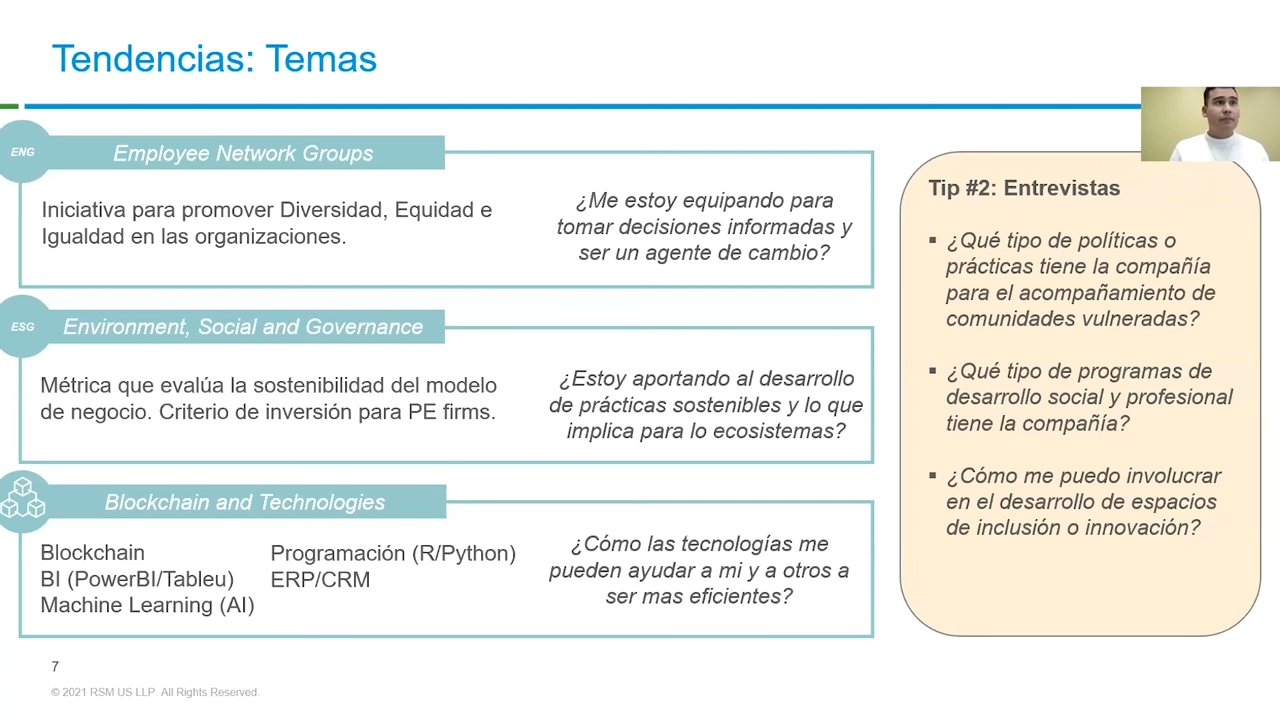 Tendencias: Temas
ENG
Employee Network Groups
Iniciativa para promover Diversidad, Equidad e
Igualdad en las organizaciones.
¿Me estoy equipando para
tomar decisiones informadas y
ser un agente de cambio?
ESG
Environment, Social and Governance
Métrica que evalúa la sostenibilidad del modelo
de negocio. Criterio de inversión para PE firms.
¿Estoy aportando al desarrollo
de prácticas sostenibles y lo que
implica para lo ecosistemas?
Blockchain and Technologies
Blockchain
BI (PowerBI/Tableu)
Machine Learning (AI)
Programación (R/Python)
ERP/CRM
¿Cómo las tecnologías me
pueden ayudar a mi y a otros a
ser mas eficientes?
Tip #2: Entrevistas
▪ ¿Qué tipo de políticas o
prácticas tiene la compañía
para el acompañamiento de
comunidades vulneradas?
▪ ¿Qué tipo de programas de
desarrollo social y profesional
tiene la compañía?
▪ ¿Cómo me puedo involucrar
en el desarrollo de espacios
de inclusión o innovación?
7
© 2021 RSM US LLP. All Rights Reserved.